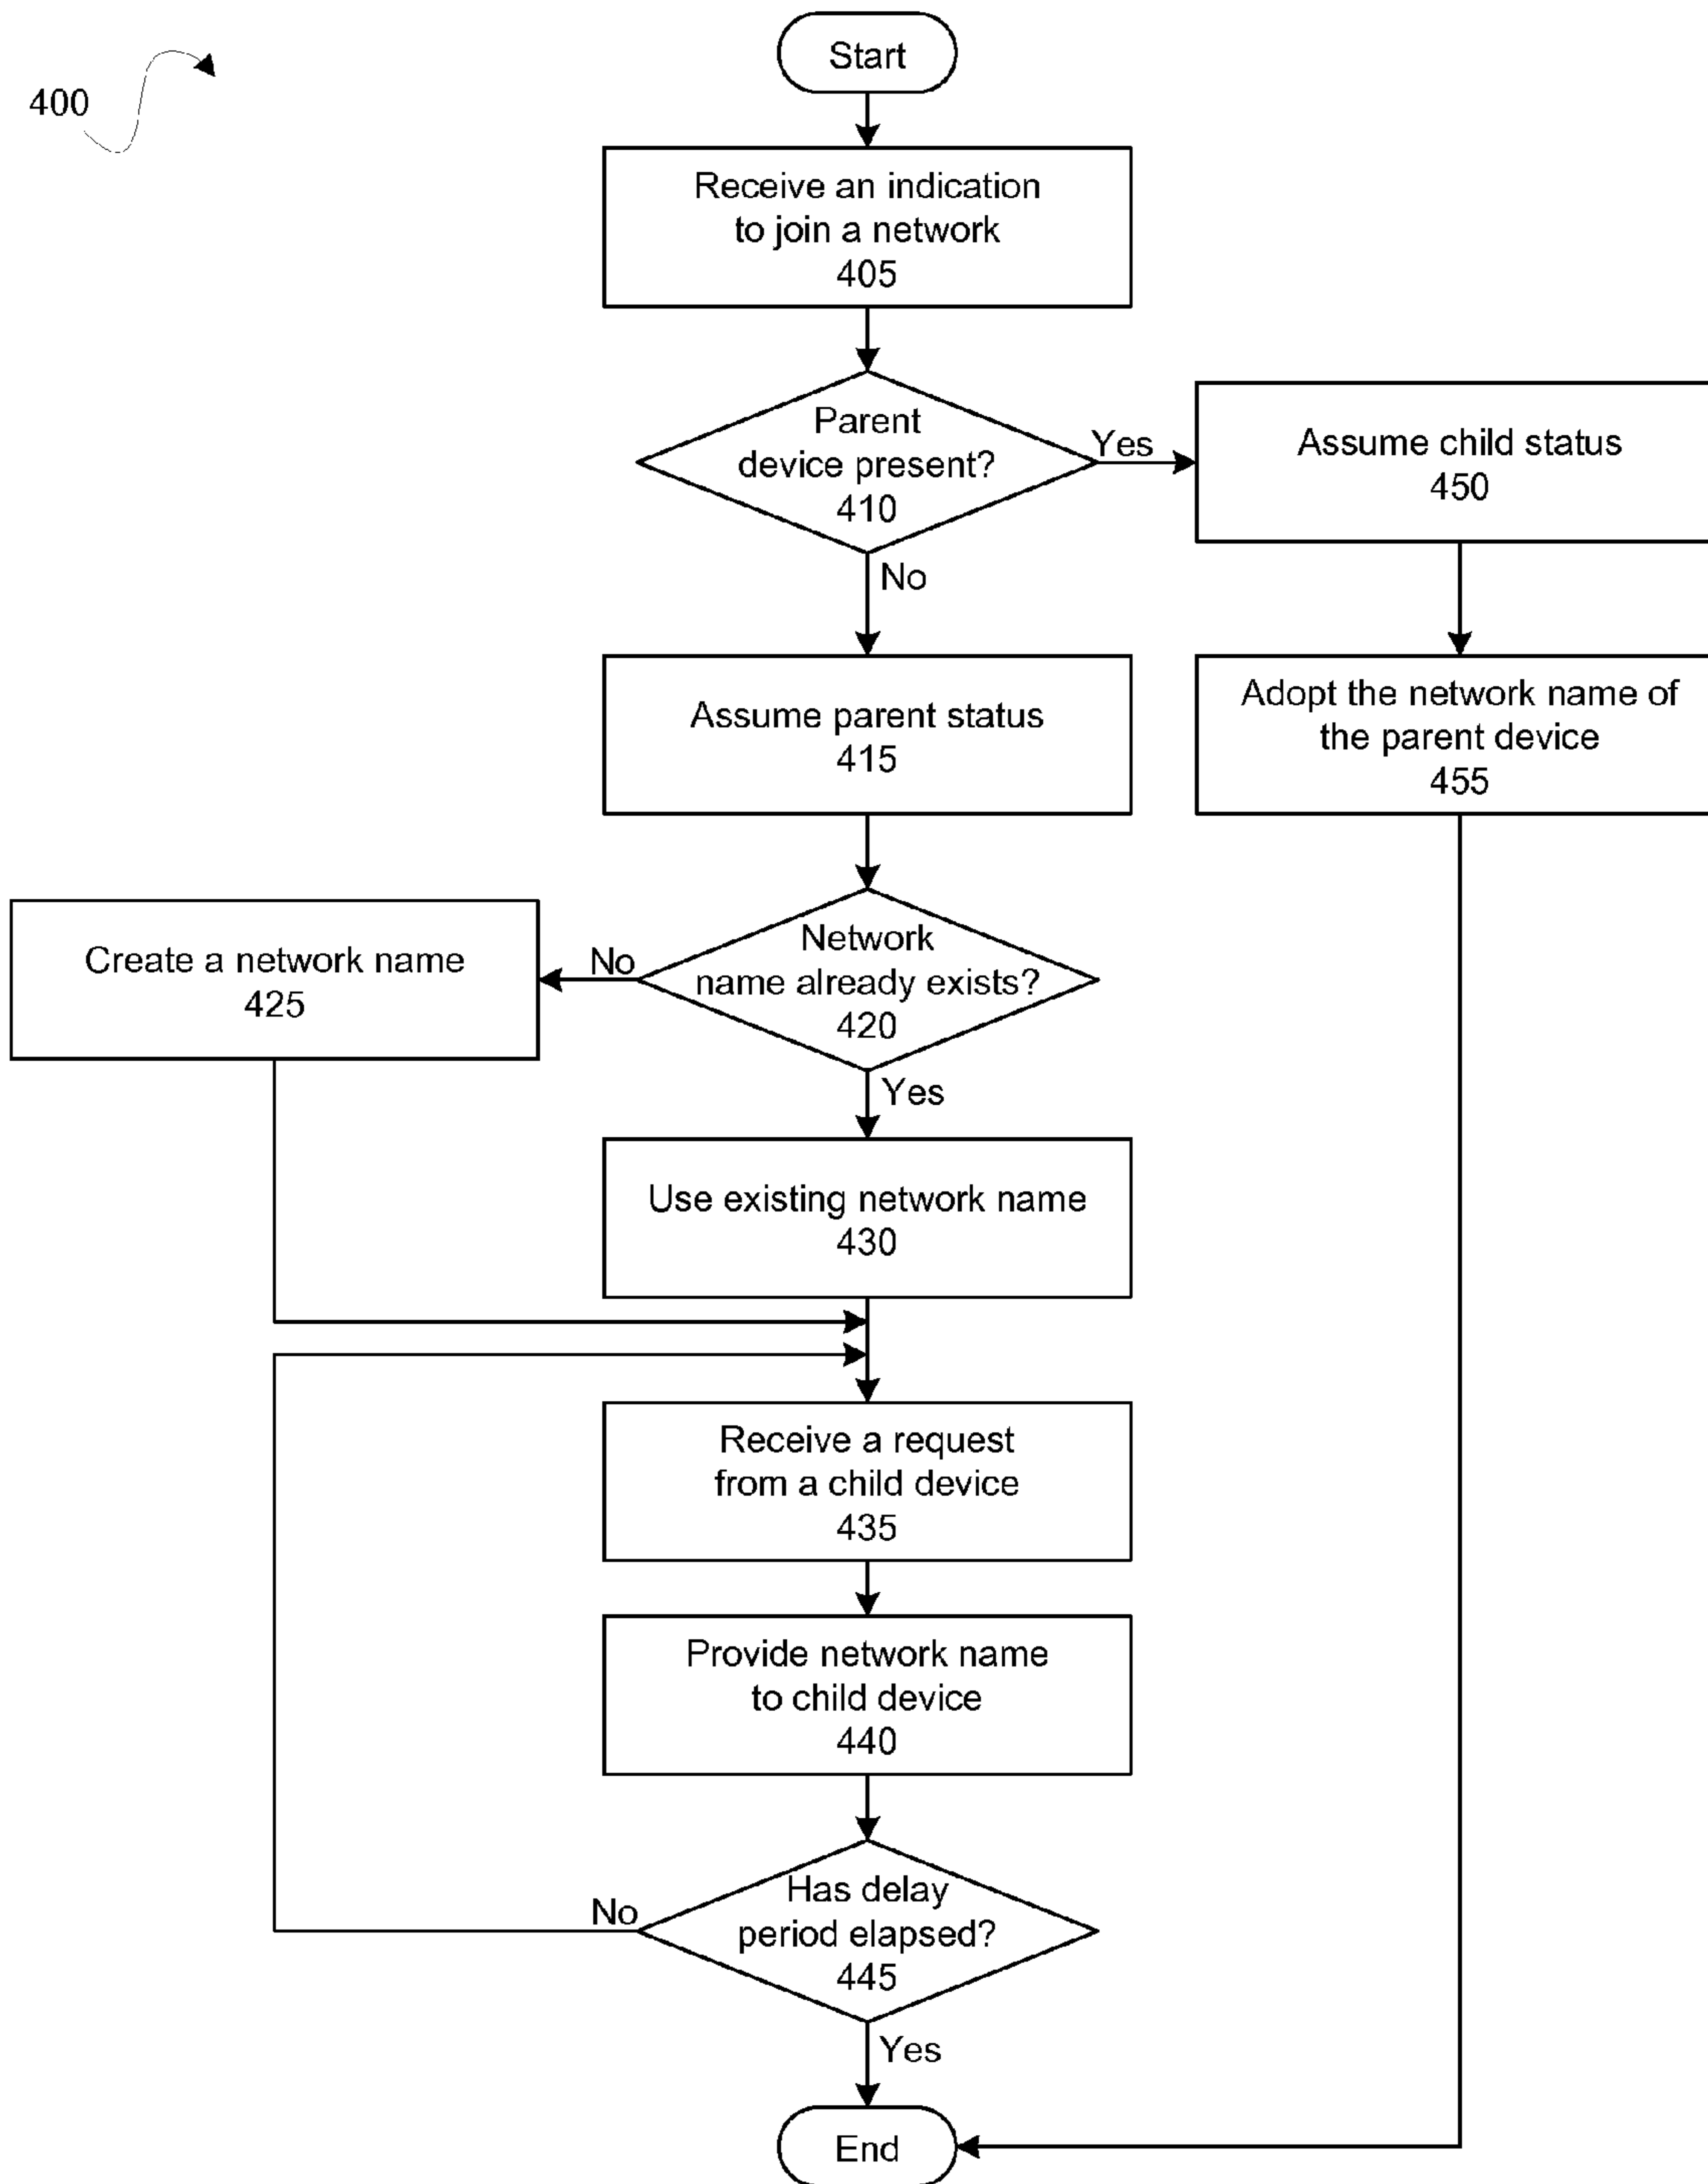 400
Start
Receive an indication
to join a network
405
Parent
device present?
410
Yes
Assume child status
450
No
Assume parent status
415
Adopt the network name of
the parent device
455
Network
name already exists?
420
No
Create a network name
425
Yes
Use existing network name
430
Receive a request
from a child device
435
Provide network name
to child device
440
Has delay
period elapsed?
445
No
Yes
End